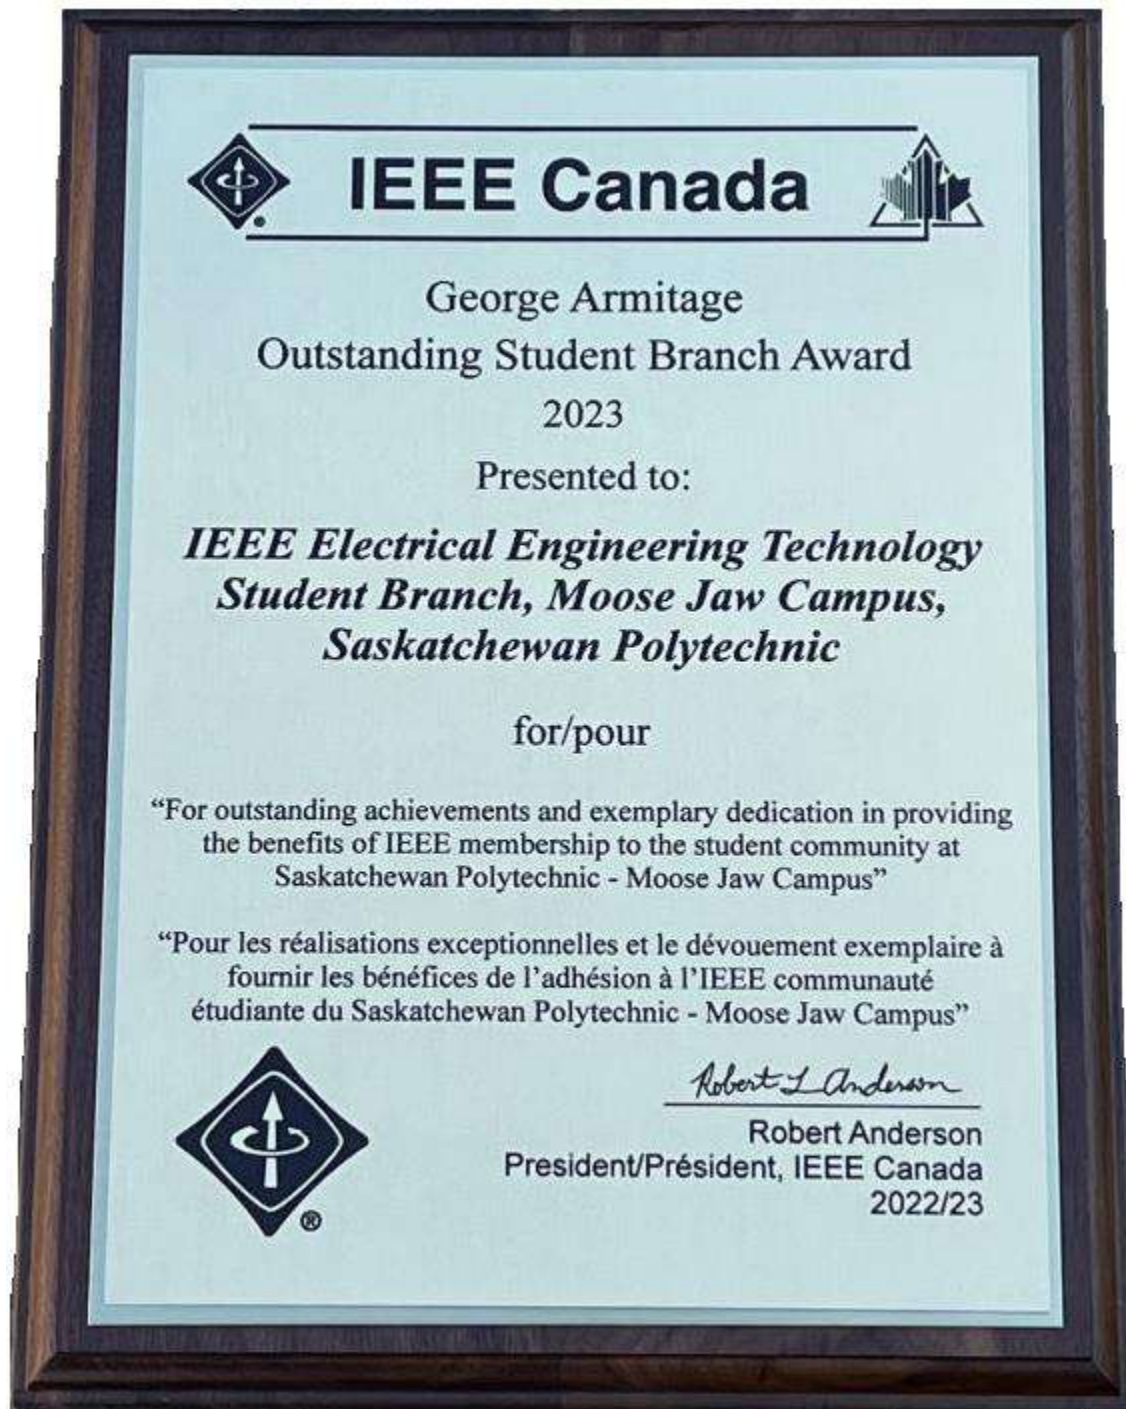 IEEE Canada
George Armitage
Outstanding Student Branch Award
2023
Presented to:
IEEE Electrical Engineering Technology
Student Branch, Moose Jaw Campus,
Saskatchewan Polytechnic
for/pour
“For outstanding achievements and exemplary dedication in providing
the benefits of IEEE membership to the student community at
Saskatchewan Polytechnic - Moose Jaw Campus”
“Pour les réalisations exceptionnelles et le dévouement exemplaire à
fournir les bénéfices de l’adhésion à l’IEEE communauté
étudiante du Saskatchewan Polytechnic - Moose Jaw Campus”
Robert L Anderson
Robert Anderson
President/Président, IEEE Canada
2022/23
®